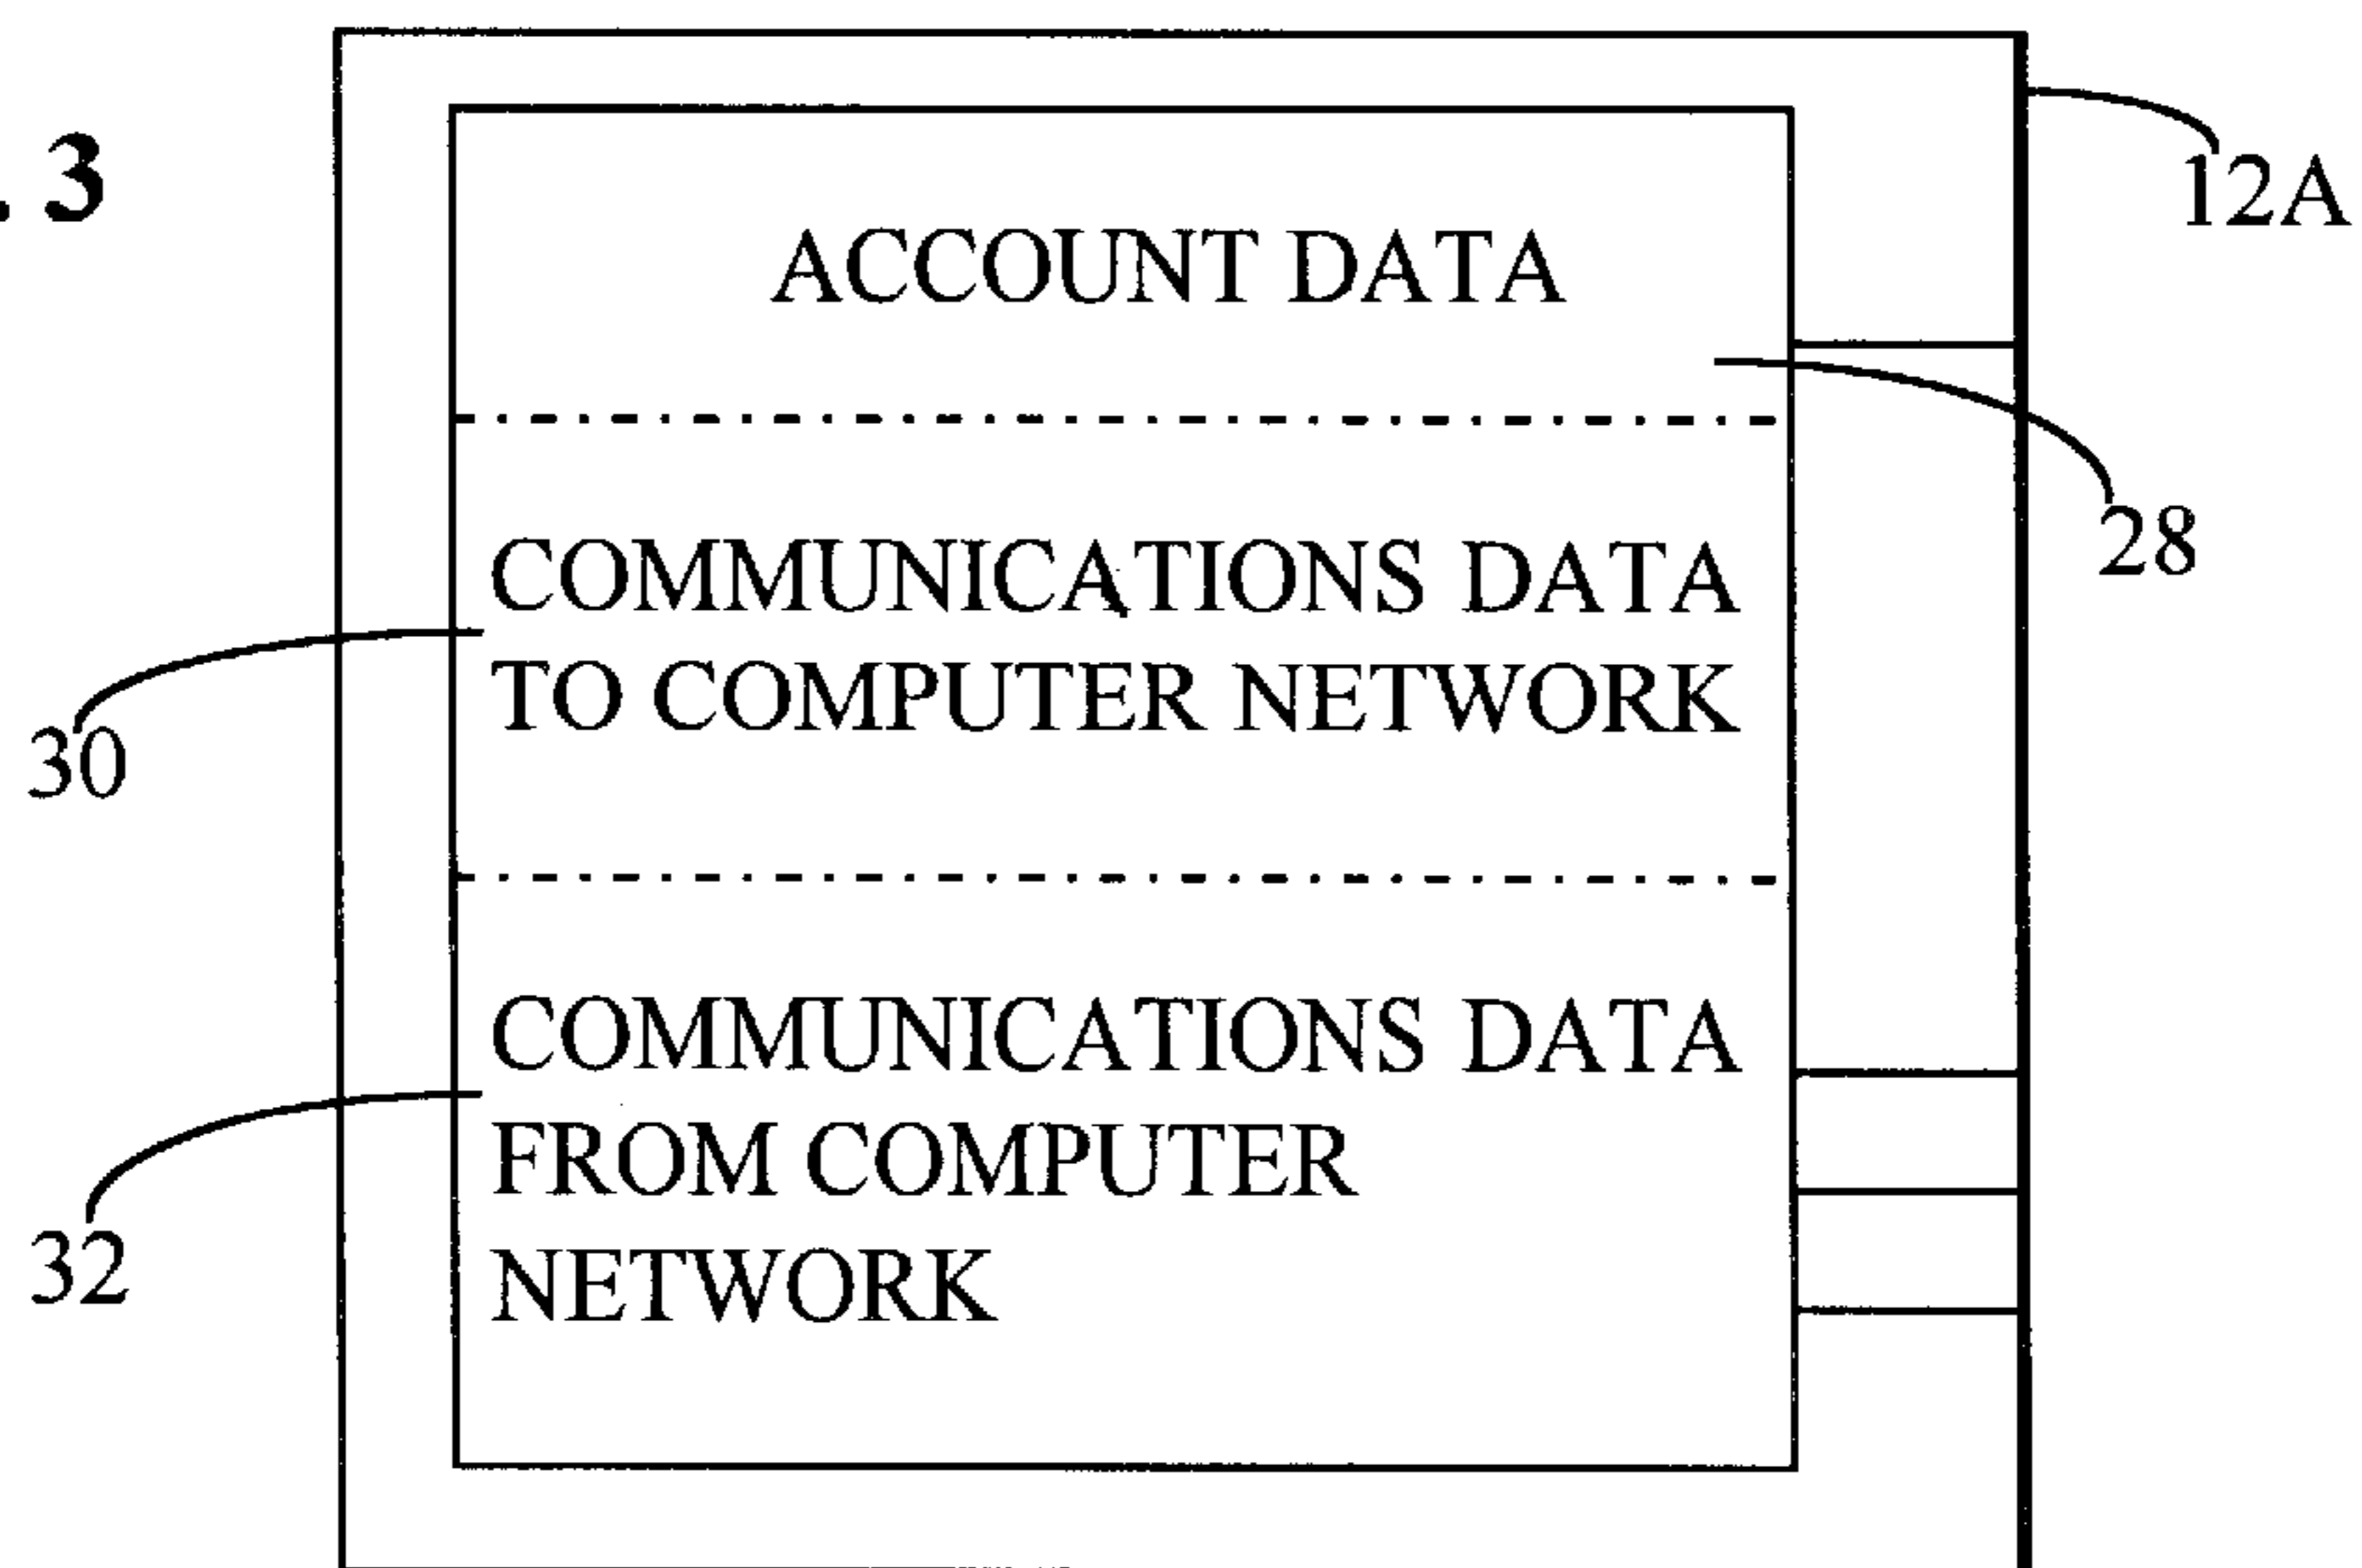 . 3
12A
ACCOUNT DATA
28
COMMUNICATIONS DATA
TO COMPUTER NETWORK
30
COMMUNICATIONS DATA
FROM COMPUTER
NETWORK
32